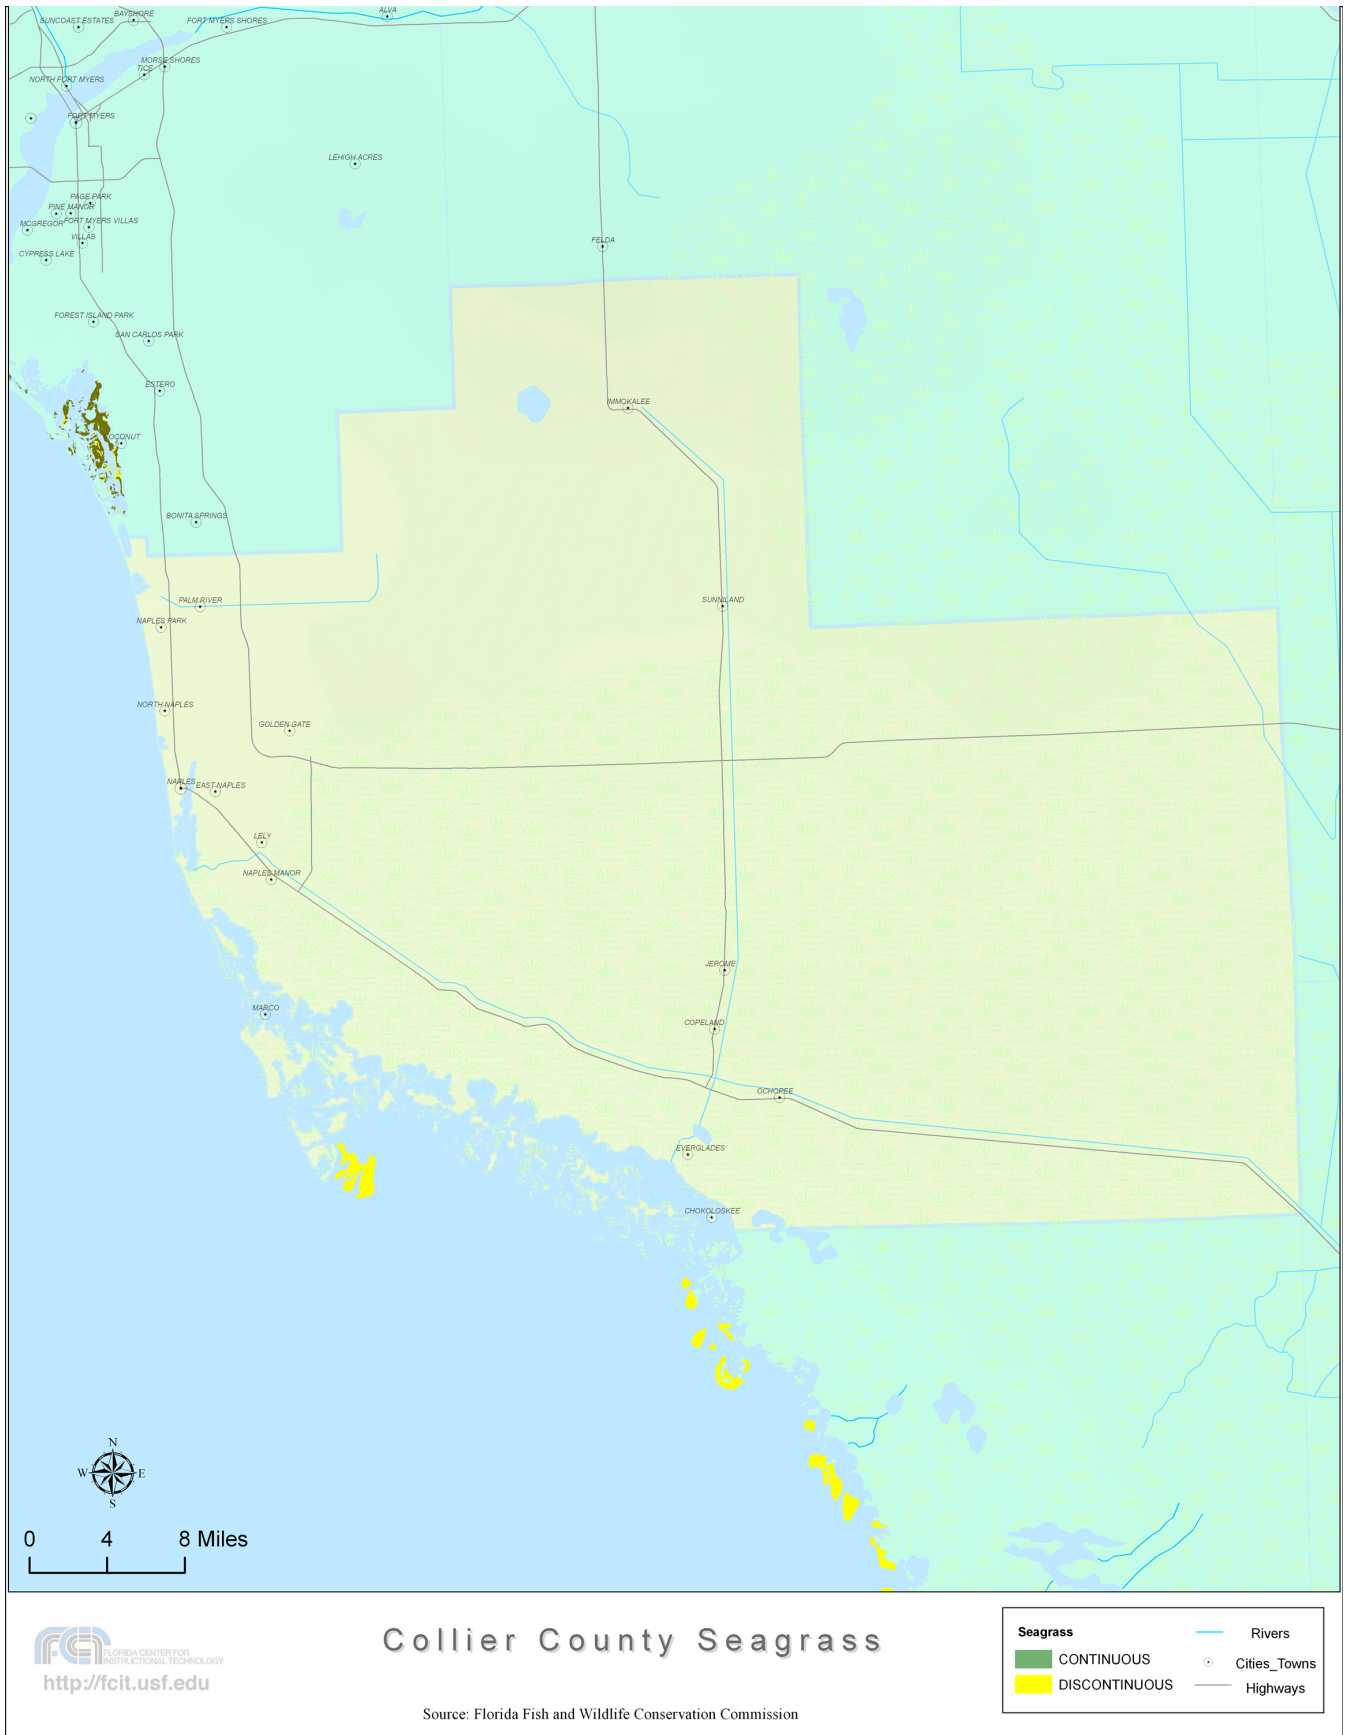 ALVA
BAYSHORE
SUNCOAST ESTATES
FORT MYERS SHORES
MORSE SHORES
TICE
NORTH FORT MYERS
FORT MYERS
LEHIGH ACRES
PAGE PARK
PINE MANOR
MCGREGOR
FORT MYERS VILLAS
VILLAS
FELDA
CYPRESS LAKE
FOREST ISLAND PARK
SAN CARLOS PARK
ESTERO
IMMOKALEE
OCONUT
BONITA SPRINGS
PALM RIVER
SUNNILAND
NAPLES PARK
NORTH NAPLES
GOLDEN GATE
NAPLES
EAST NAPLES
LELY
NAPLES MANOR
JEROME
MARCO
COPELAND
OCHOPEE
EVERGLADES
CHOKOLOSKEE
N
W E
S
0 4 8 Miles
FCIT
FLORIDA CENTER FOR
INSTRUCTIONAL TECHNOLOGY
http://fcit.usf.edu
Collier County Seagrass
Source: Florida Fish and Wildlife Conservation Commission
Seagrass
CONTINUOUS
DISCONTINUOUS
Rivers
Cities_Towns
Highways